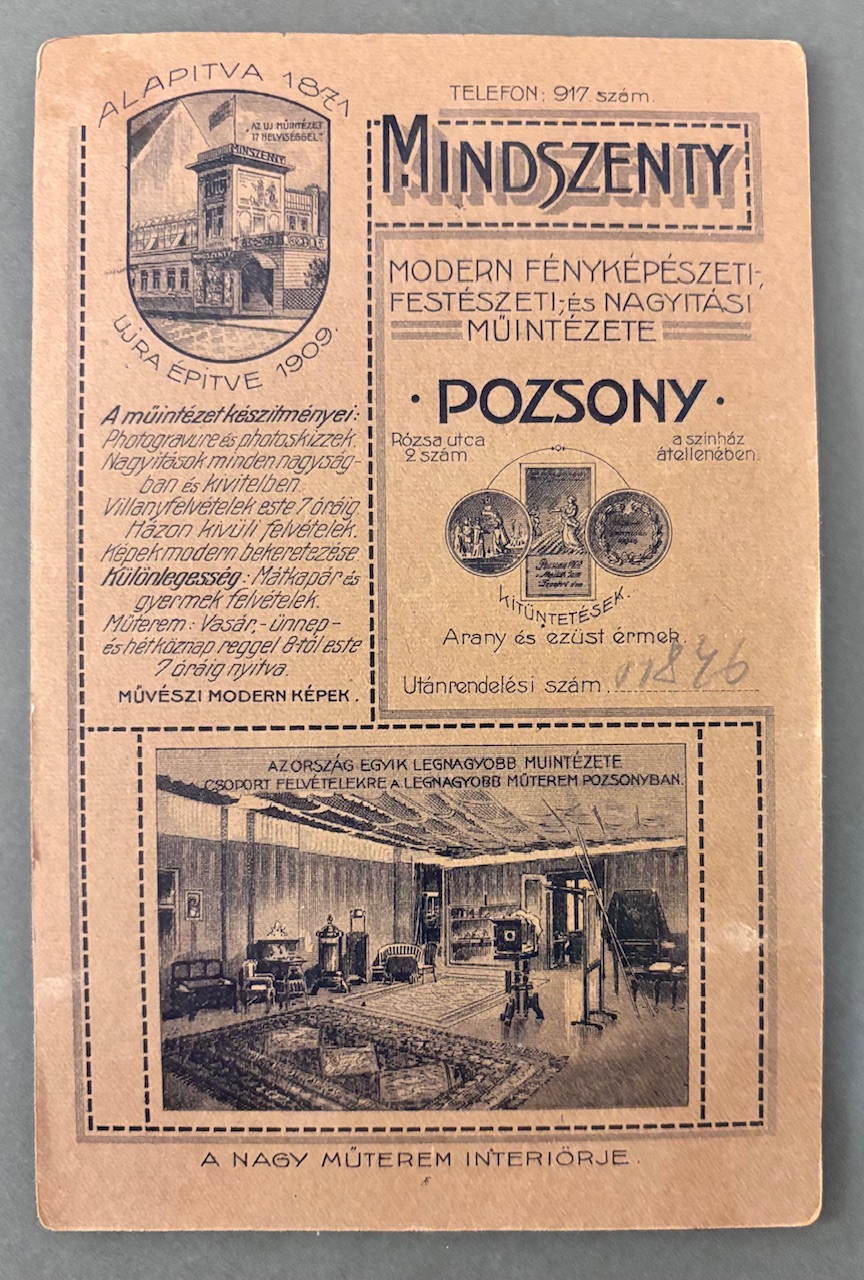 ALAPITVA 1871
„AZ UJ MŰINTÉZET
17 HELYISÉGGEL"
MINSZENTY
UJRA ÉPITVE 1909.
A műintézet készitményei:
Photogravure és photoskizzek.
Nagyitások minden nagyság-
ban és kivitelben.
Villanyfelvételek este 7 óráig.
Házon kivüli felvételek.
Képek modern bekeretezése.
Különlegesség: Mátkapár és
gyermek felvételek.
Műterem: Vasár,- ünnep-
és hétköznap reggel 8-tól este
7 óráig nyitva.
MŰVÉSZI MODERN KÉPEK.
TELEFON: 917. szám.
MINDSZENTY
MODERN FÉNYKÉPÉSZETI-,
FESTÉSZETI-, és NAGYITÁSI
MŰINTÉZETE
· POZSONY ·
Rózsa utca
2 szám.
a szinház
átellenében.
KITÜNTETÉSEK.
Arany és ezüst érmek.
Utánrendelési szám. 11846
AZ ORSZÁG EGYIK LEGNAGYOBB MUINTÉZETE
CSOPORT FELVÉTELEKRE A LEGNAGYOBB MŰTEREM POZSONYBAN.
A NAGY MŰTEREM INTERIÖRJE.